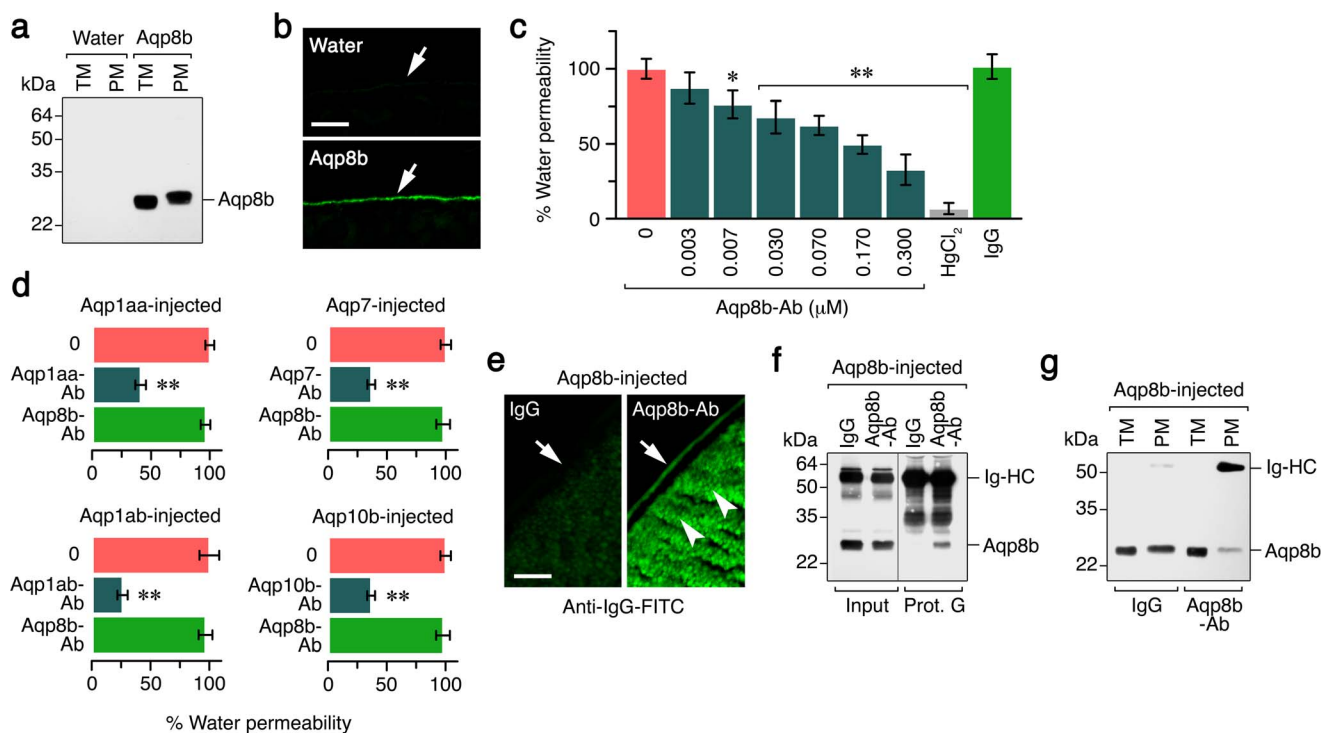 a
Water Aqp8b
TM PM TM PM
kDa
64
50
35
22
Aqp8b
b
Water
Aqp8b
c
% Water permeability
100
50
0
0 0.003 0.007 0.030 0.070 0.170 0.300 HgCl₂ IgG
* **
Aqp8b-Ab (μM)
d
Aqp1aa-injected
0
Aqp1aa-
Ab
**
Aqp8b-
Ab
0 50 100
Aqp7-injected
0
Aqp7-
Ab
**
Aqp8b-
Ab
0 50 100
Aqp1ab-injected
0
Aqp1ab-
Ab
**
Aqp8b-
Ab
0 50 100
Aqp10b-injected
0
Aqp10b-
Ab
**
Aqp8b-
Ab
0 50 100
% Water permeability
e
Aqp8b-injected
IgG
Aqp8b-Ab
Anti-IgG-FITC
f
Aqp8b-injected
IgG Aqp8b-Ab IgG Aqp8b-Ab
kDa
64
50
35
22
Ig-HC
Aqp8b
Input Prot. G
g
Aqp8b-injected
TM PM TM PM
kDa
50
35
22
Ig-HC
Aqp8b
IgG Aqp8b
-Ab